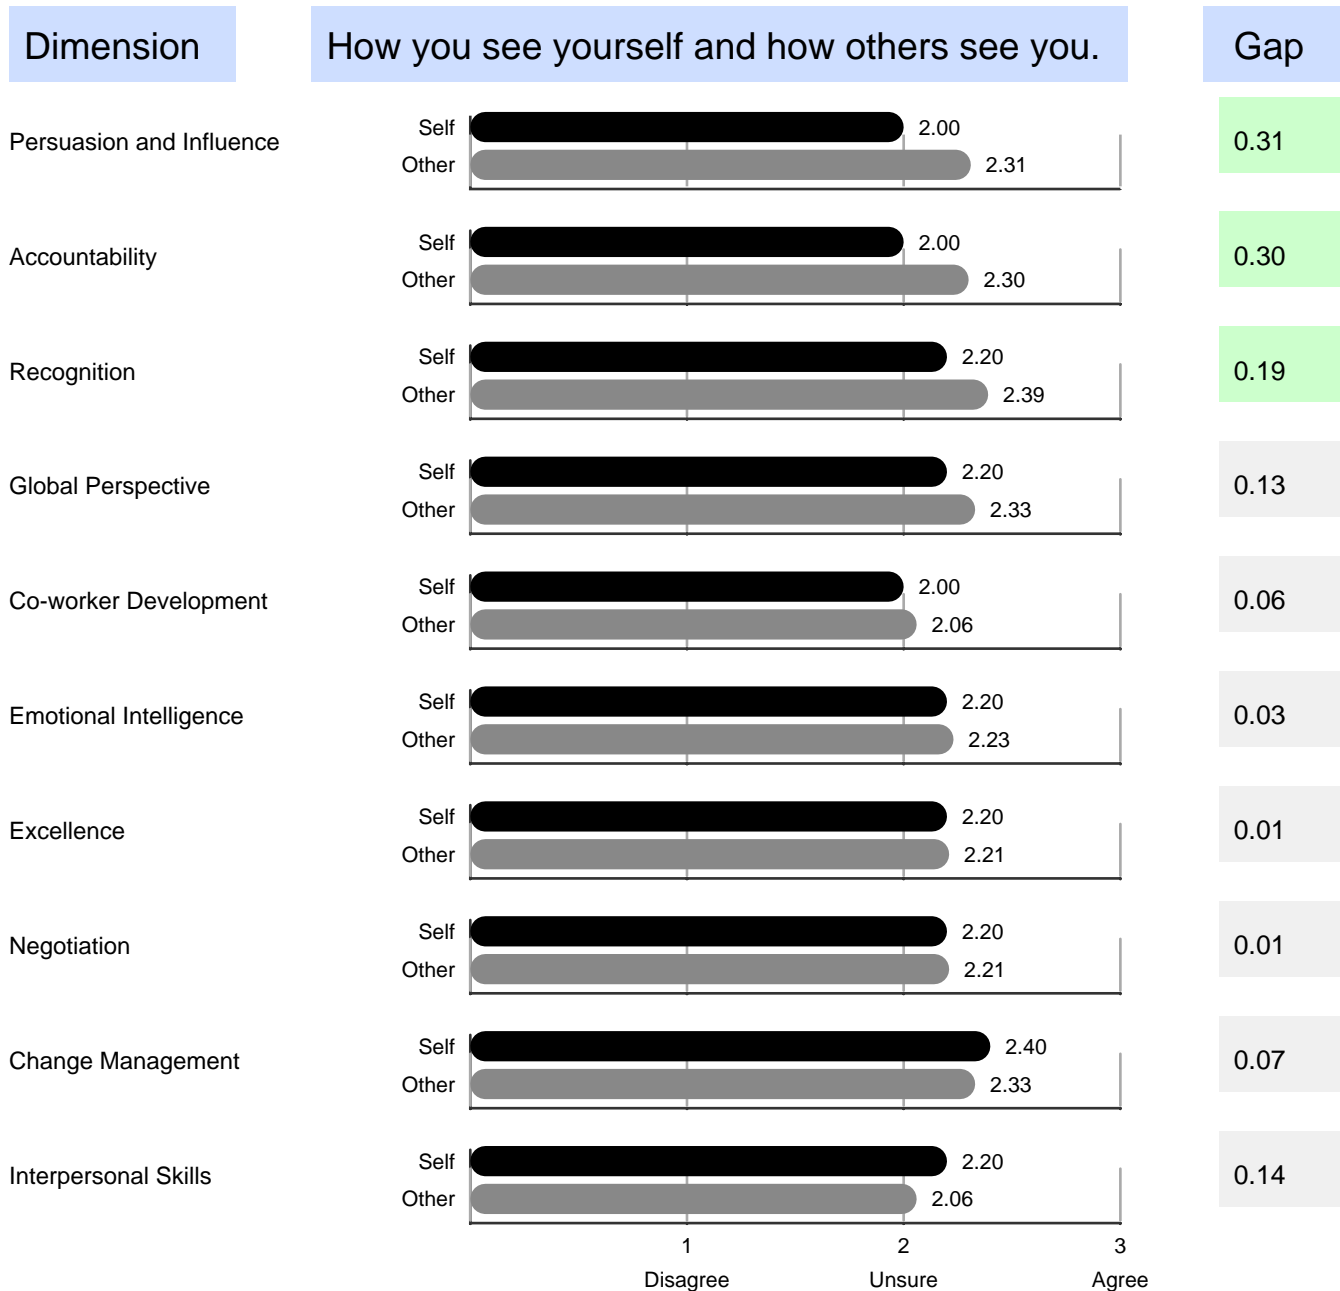 Dimension How you see yourself and how others see you. Gap
Persuasion and Influence Self 2.00 0.31
Other 2.31
Accountability Self 2.00 0.30
Other 2.30
Recognition Self 2.20 0.19
Other 2.39
Global Perspective Self 2.20 0.13
Other 2.33
Co-worker Development Self 2.00 0.06
Other 2.06
Emotional Intelligence Self 2.20 0.03
Other 2.23
Excellence Self 2.20 0.01
Other 2.21
Negotiation Self 2.20 0.01
Other 2.21
Change Management Self 2.40 0.07
Other 2.33
Interpersonal Skills Self 2.20 0.14
Other 2.06
1 2 3
Disagree Unsure Agree